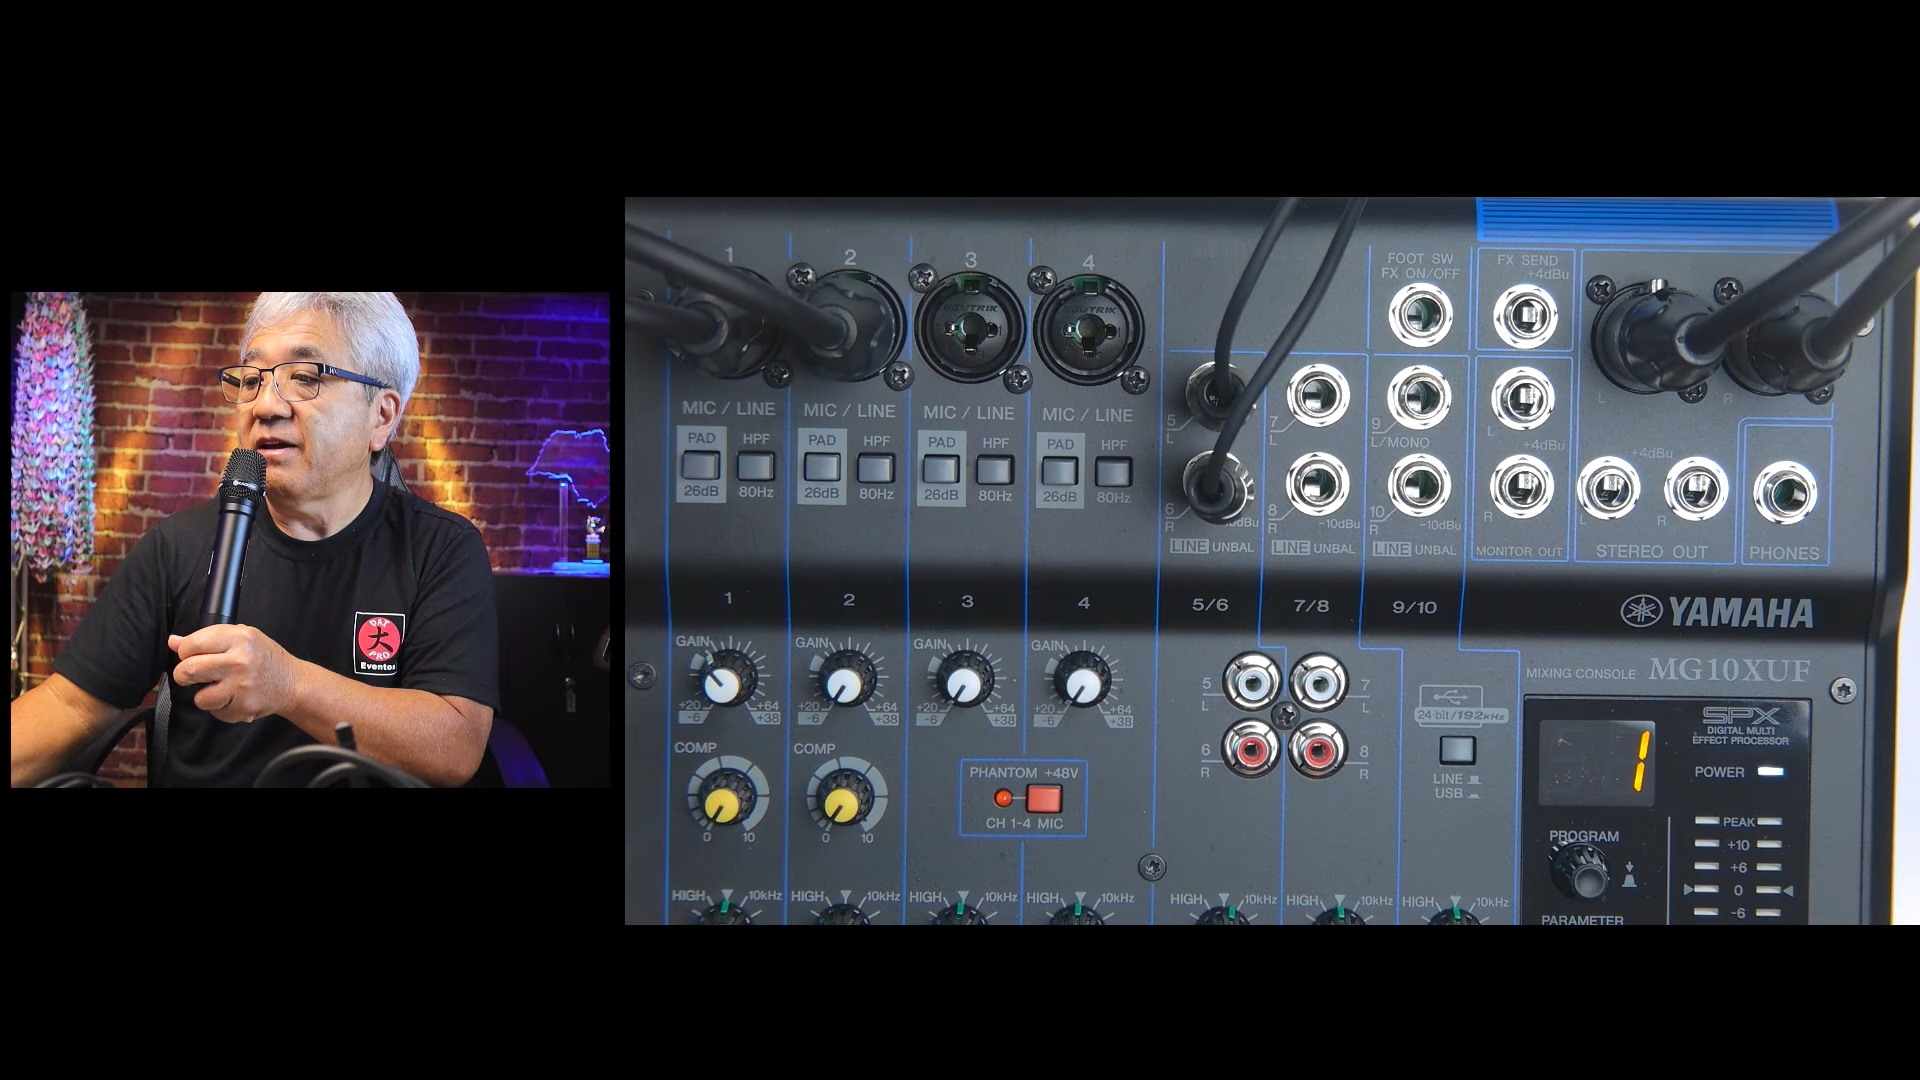 DAI
大
PRO
Eventos
1
2
3
4
FOOT SW
FX ON/OFF
FX SEND
+4dBu
NEUTRIK
NEUTRIK
L
R
MIC / LINE
MIC / LINE
MIC / LINE
MIC / LINE
PAD
HPF
PAD
HPF
PAD
HPF
PAD
HPF
26dB
80Hz
26dB
80Hz
26dB
80Hz
26dB
80Hz
5
L
7
L
9
L/MONO
L
+4dBu
+4dBu
6
R
8
R
-10dBu
10
R
-10dBu
R
L
R
LINE UNBAL
LINE UNBAL
LINE UNBAL
MONITOR OUT
STEREO OUT
PHONES
1
2
3
4
5/6
7/8
9/10
YAMAHA
MIXING CONSOLE MG10XUF
GAIN
GAIN
GAIN
GAIN
+20
-6
+64
+38
+20
-6
+64
+38
+20
-6
+64
+38
+20
-6
+64
+38
5
L
7
L
6
R
8
R
24-bit/192kHz
LINE
USB
SPX
DIGITAL MULTI
EFFECT PROCESSOR
1
POWER
COMP
COMP
0
10
0
10
PHANTOM +48V
CH 1-4 MIC
PROGRAM
PARAMETER
PEAK
+10
+6
0
-6
HIGH
10kHz
HIGH
10kHz
HIGH
10kHz
HIGH
10kHz
HIGH
10kHz
HIGH
10kHz
HIGH
10kHz